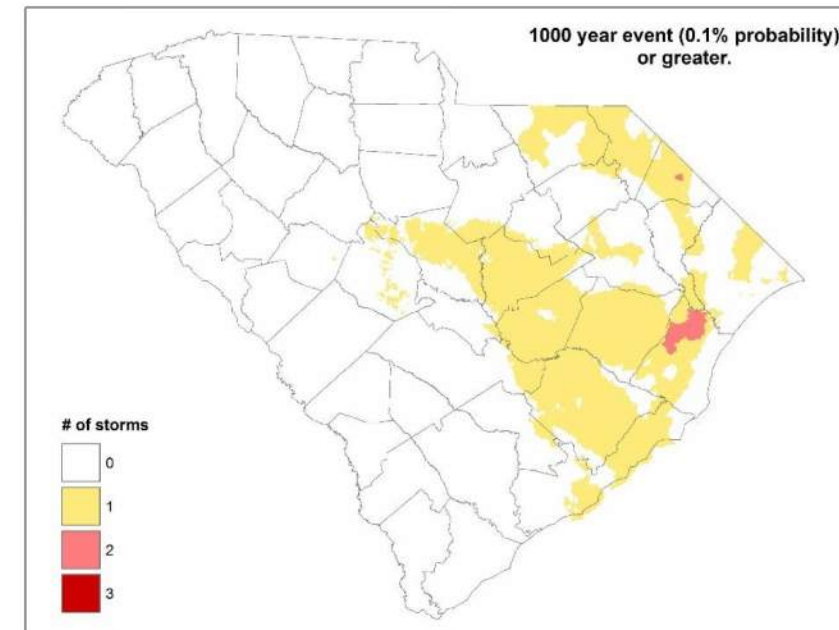 1000 year event (0.1% probability)
or greater.
# of storms
0
1
2
3